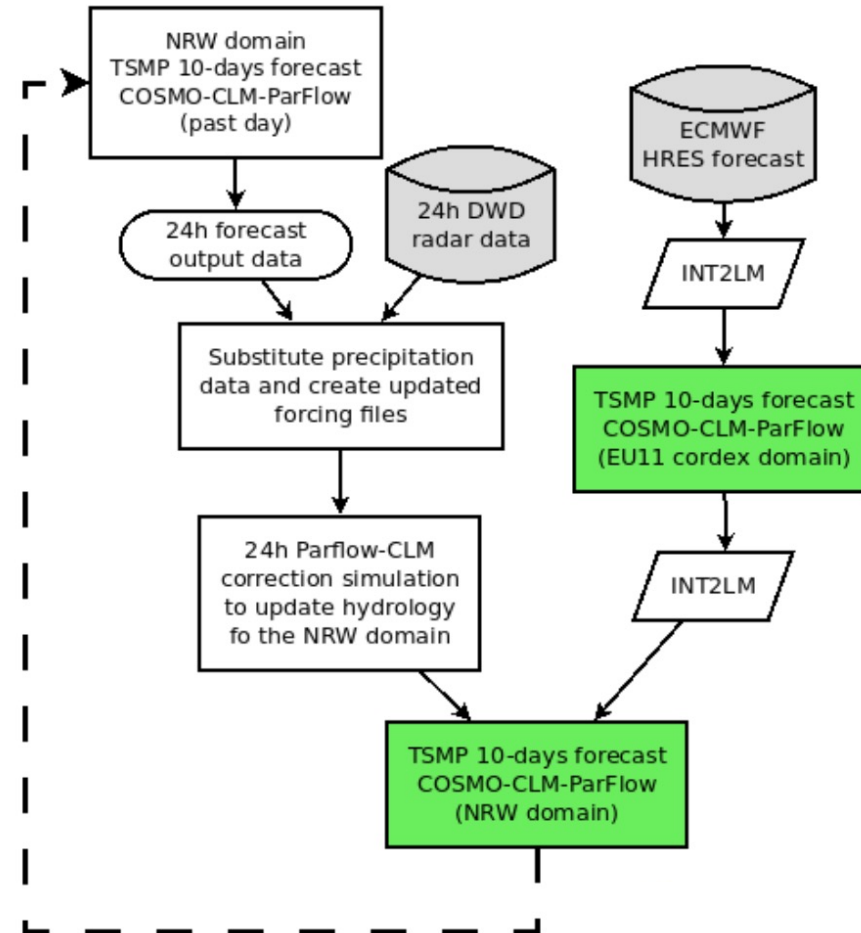 NRW domain
TSMP 10-days forecast
COSMO-CLM-ParFlow
(past day)
24h forecast
output data
24h DWD
radar data
Substitute precipitation
data and create updated
forcing files
24h Parflow-CLM
correction simulation
to update hydrology
fo the NRW domain
ECMWF
HRES forecast
INT2LM
TSMP 10-days forecast
COSMO-CLM-ParFlow
(EU11 cordex domain)
INT2LM
TSMP 10-days forecast
COSMO-CLM-ParFlow
(NRW domain)